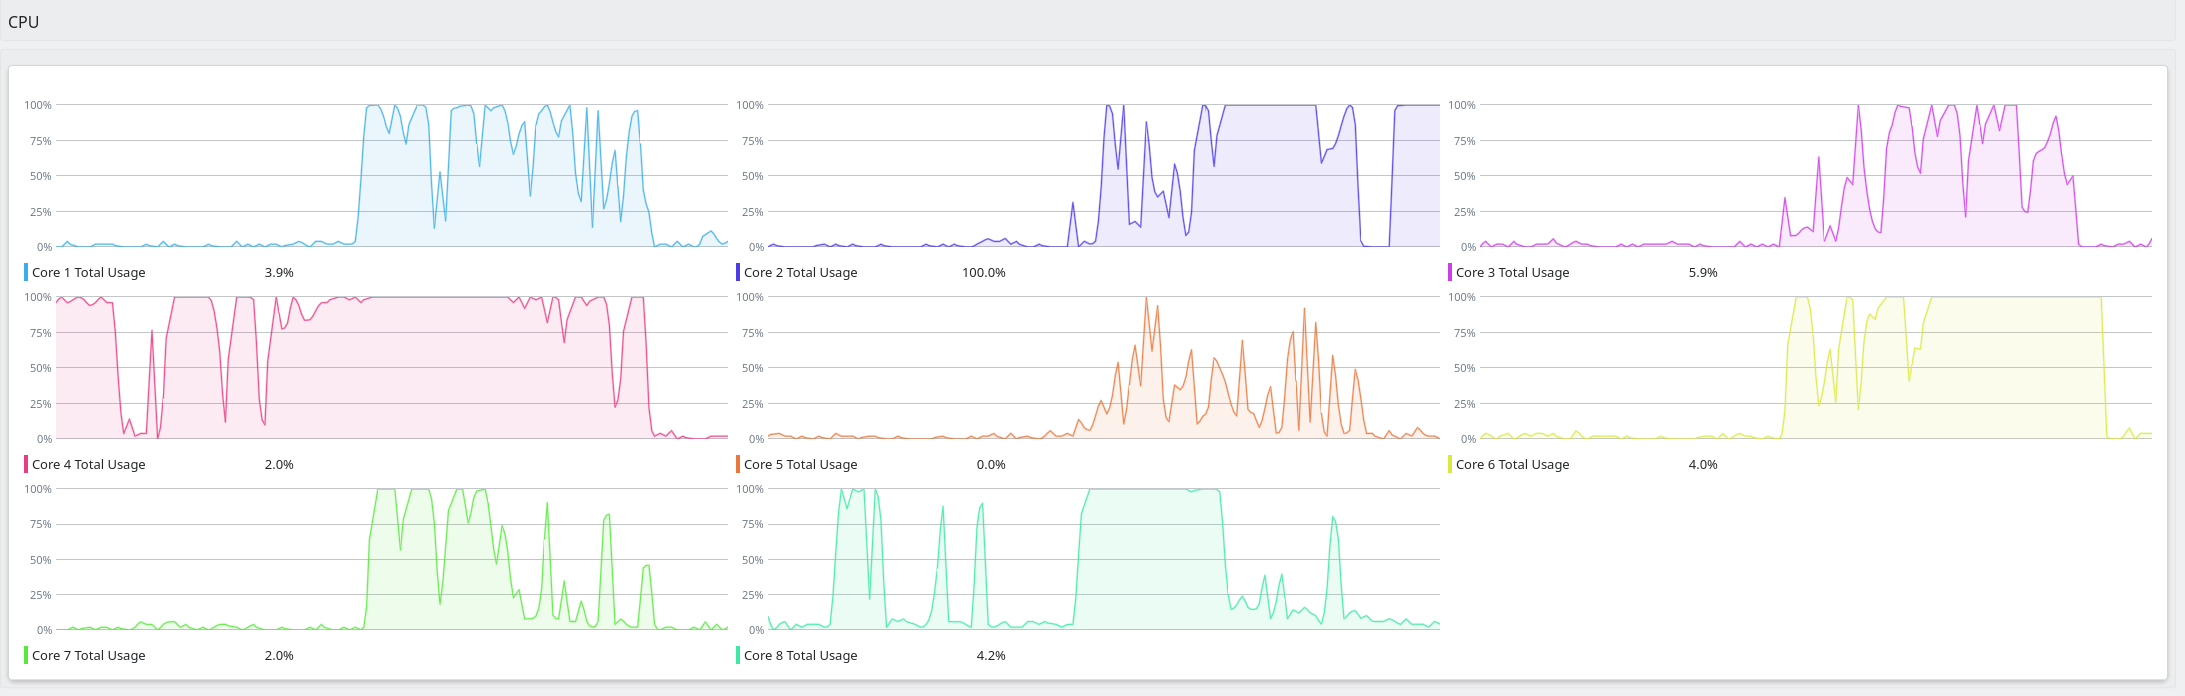 CPU
100% 100% 100%
75% 75% 75%
50% 50% 50%
25% 25% 25%
0% 0% 0%
Core 1 Total Usage 3.9% Core 2 Total Usage 100.0% Core 3 Total Usage 5.9%
100% 100% 100%
75% 75% 75%
50% 50% 50%
25% 25% 25%
0% 0% 0%
Core 4 Total Usage 2.0% Core 5 Total Usage 0.0% Core 6 Total Usage 4.0%
100% 100%
75% 75%
50% 50%
25% 25%
0% 0%
Core 7 Total Usage 2.0% Core 8 Total Usage 4.2%